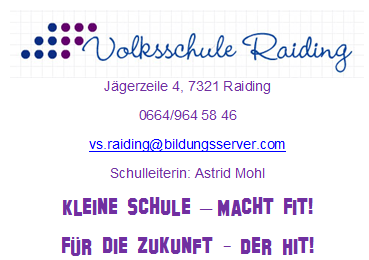 Volksschule Raiding
Jägerzeile 4, 7321 Raiding
0664/964 58 46
vs.raiding@bildungsserver.com
Schulleiterin: Astrid Mohl
KLEINE SCHULE – MACHT FIT!
FÜR DIE ZUKUNFT - DER HIT!